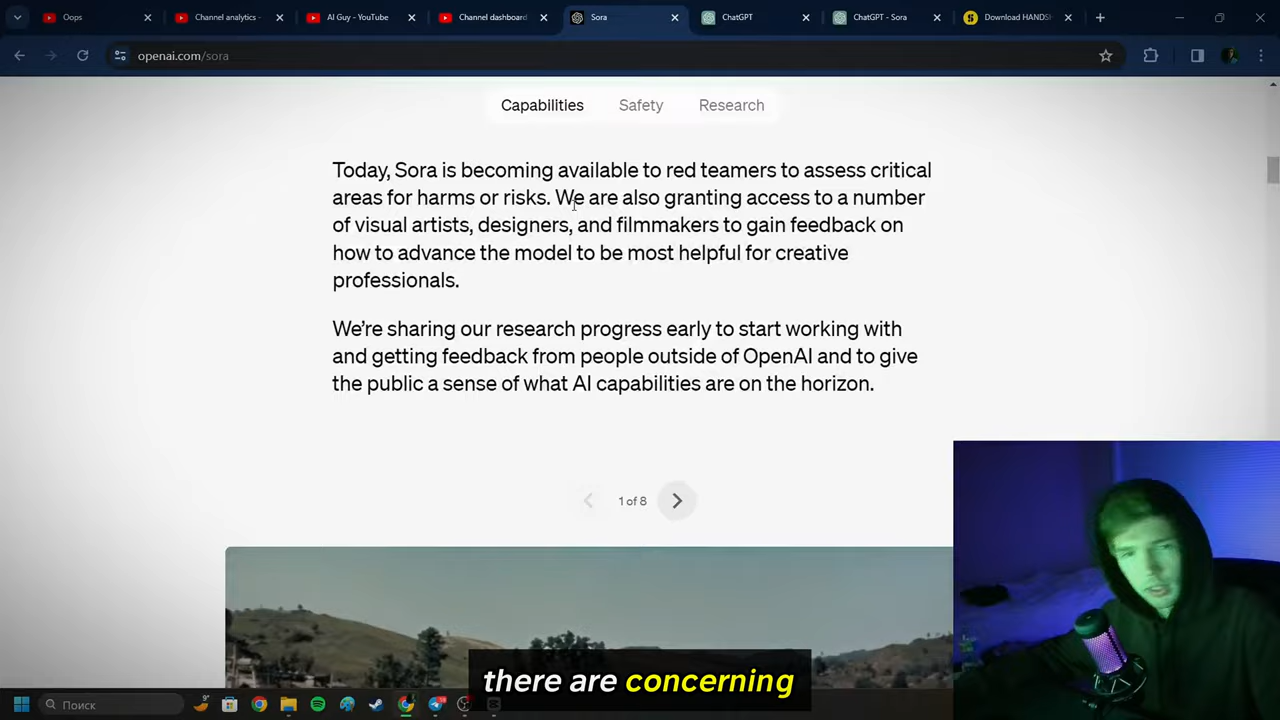 Oops
Channel analytics -
AI Guy - YouTube
Channel dashboard
Sora
ChatGPT
ChatGPT - Sora
Download HANDS
openai.com/sora
Capabilities
Safety
Research
Today, Sora is becoming available to red teamers to assess critical
areas for harms or risks. We are also granting access to a number
of visual artists, designers, and filmmakers to gain feedback on
how to advance the model to be most helpful for creative
professionals.
We’re sharing our research progress early to start working with
and getting feedback from people outside of OpenAI and to give
the public a sense of what AI capabilities are on the horizon.
1 of 8
there are concerning
Поиск
9°